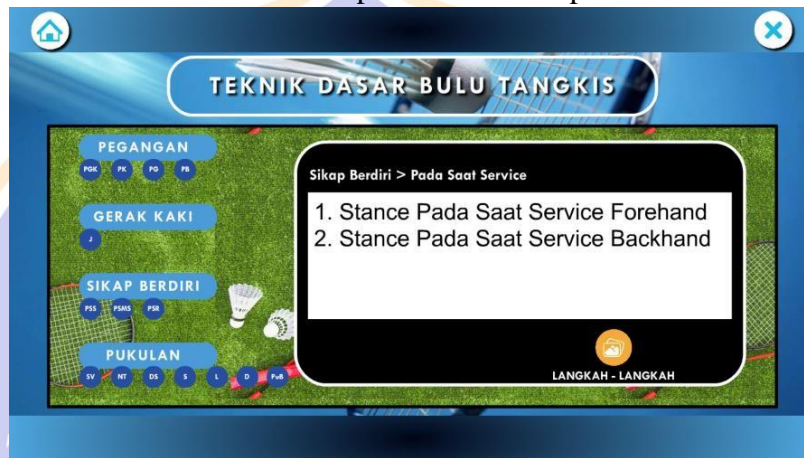 TEKNIK DASAR BULU TANGKIS
PEGANGAN
PGK PK PG PB
GERAK KAKI
J
SIKAP BERDIRI
PSS PSMS PSR
PUKULAN
SV NT DS S L D PuB
Sikap Berdiri > Pada Saat Service
1. Stance Pada Saat Service Forehand
2. Stance Pada Saat Service Backhand
LANGKAH - LANGKAH